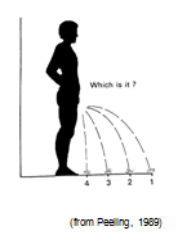 Which is it ?
4 3 2 1
(from Peeling, 1989)